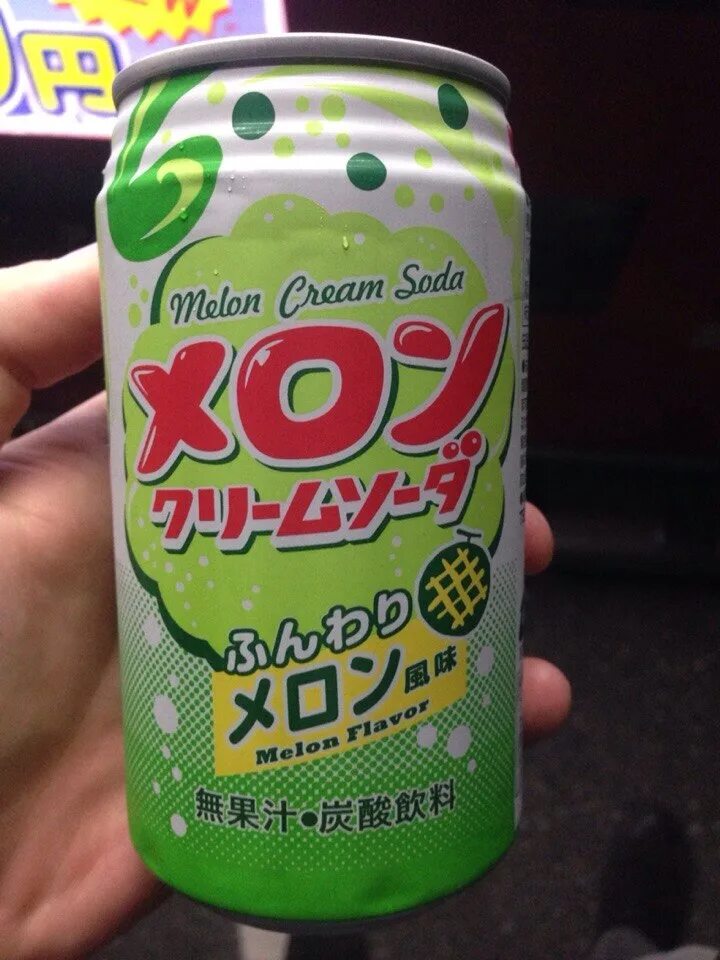 円
Melon Cream Soda
メロン
クリームソーダ
ふんわり
メロン風味
Melon Flavor
無果汁・炭酸飲料